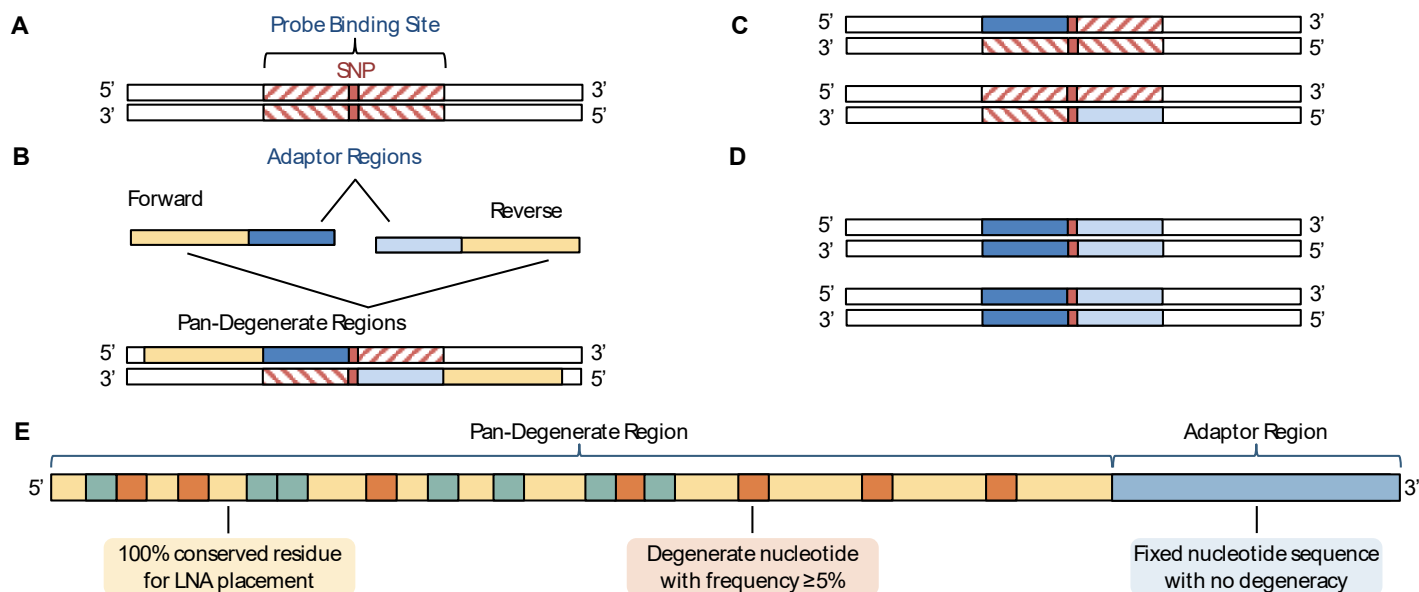 A
Probe Binding Site
SNP
5’ 3’
3’ 5’
B
Adaptor Regions
Forward
Reverse
Pan-Degenerate Regions
5’ 3’
3’ 5’
C
5’ 3’
3’ 5’
5’ 3’
3’ 5’
D
5’ 3’
3’ 5’
5’ 3’
3’ 5’
E
Pan-Degenerate Region
Adaptor Region
5’ 3’
100% conserved residue
for LNA placement
Degenerate nucleotide
with frequency ≥5%
Fixed nucleotide sequence
with no degeneracy